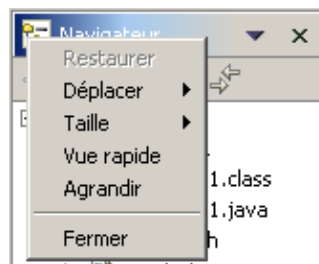 Navigateur
Restaurer
Déplacer
Taille
Vue rapide
Agrandir
1.class
1.java
Fermer
h